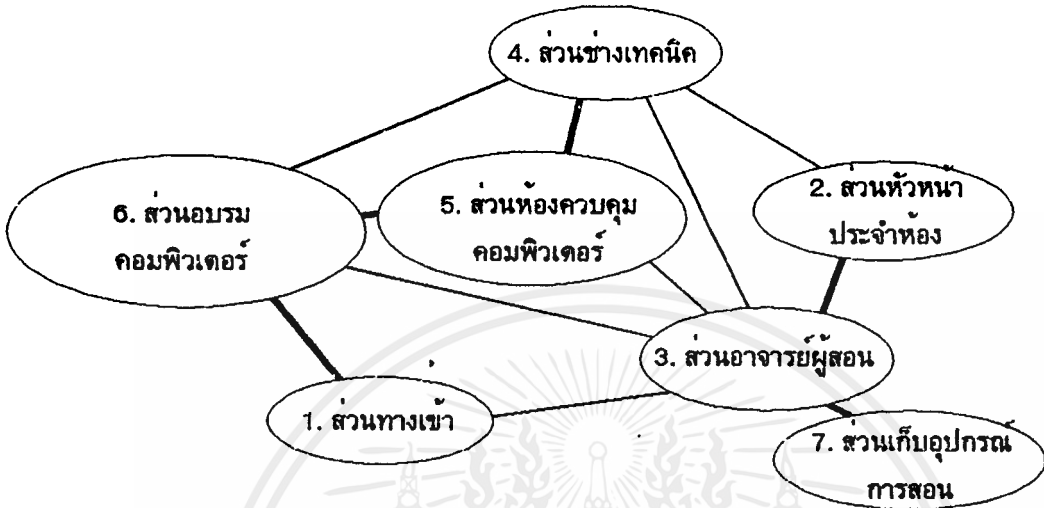 4. ส่วนช่างเทคนิค
6. ส่วนอบรม
คอมพิวเตอร์
5. ส่วนห้องควบคุม
คอมพิวเตอร์
2. ส่วนหัวหน้า
ประจำห้อง
3. ส่วนอาจารย์ผู้สอน
1. ส่วนทางเข้า
7. ส่วนเก็บอุปกรณ์
การสอน